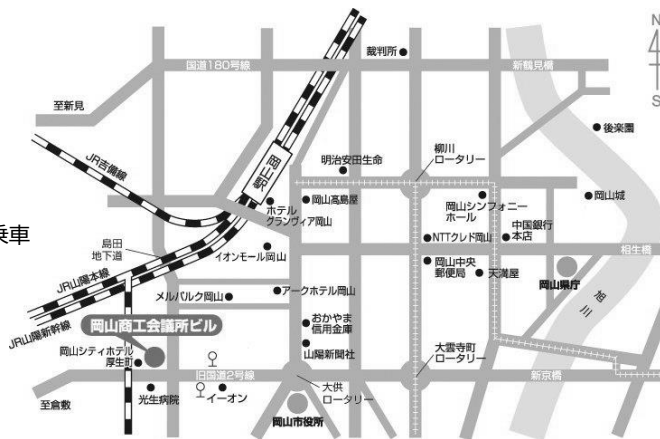 N
S
裁判所
国道180号線
新鶴見橋
至新見
後楽園
JR吉備線
岡山駅
明治安田生命
柳川
ロータリー
岡山高島屋
岡山シンフォニー
ホール
岡山城
乗車
ホテル
グランヴィア岡山
NTTクレド岡山
中国銀行
本店
島田
地下道
イオンモール岡山
相生橋
岡山中央
郵便局
天満屋
岡山県庁
JR山陽本線
メルパルク岡山
アークホテル岡山
旭川
JR山陽新幹線
岡山商工会議所ビル
おかやま
信用金庫
岡山シティホテル
厚生町
山陽新聞社
大雲寺町
ロータリー
旧国道2号線
新京橋
至倉敷
光生病院
イーオン
大供
ロータリー
岡山市役所